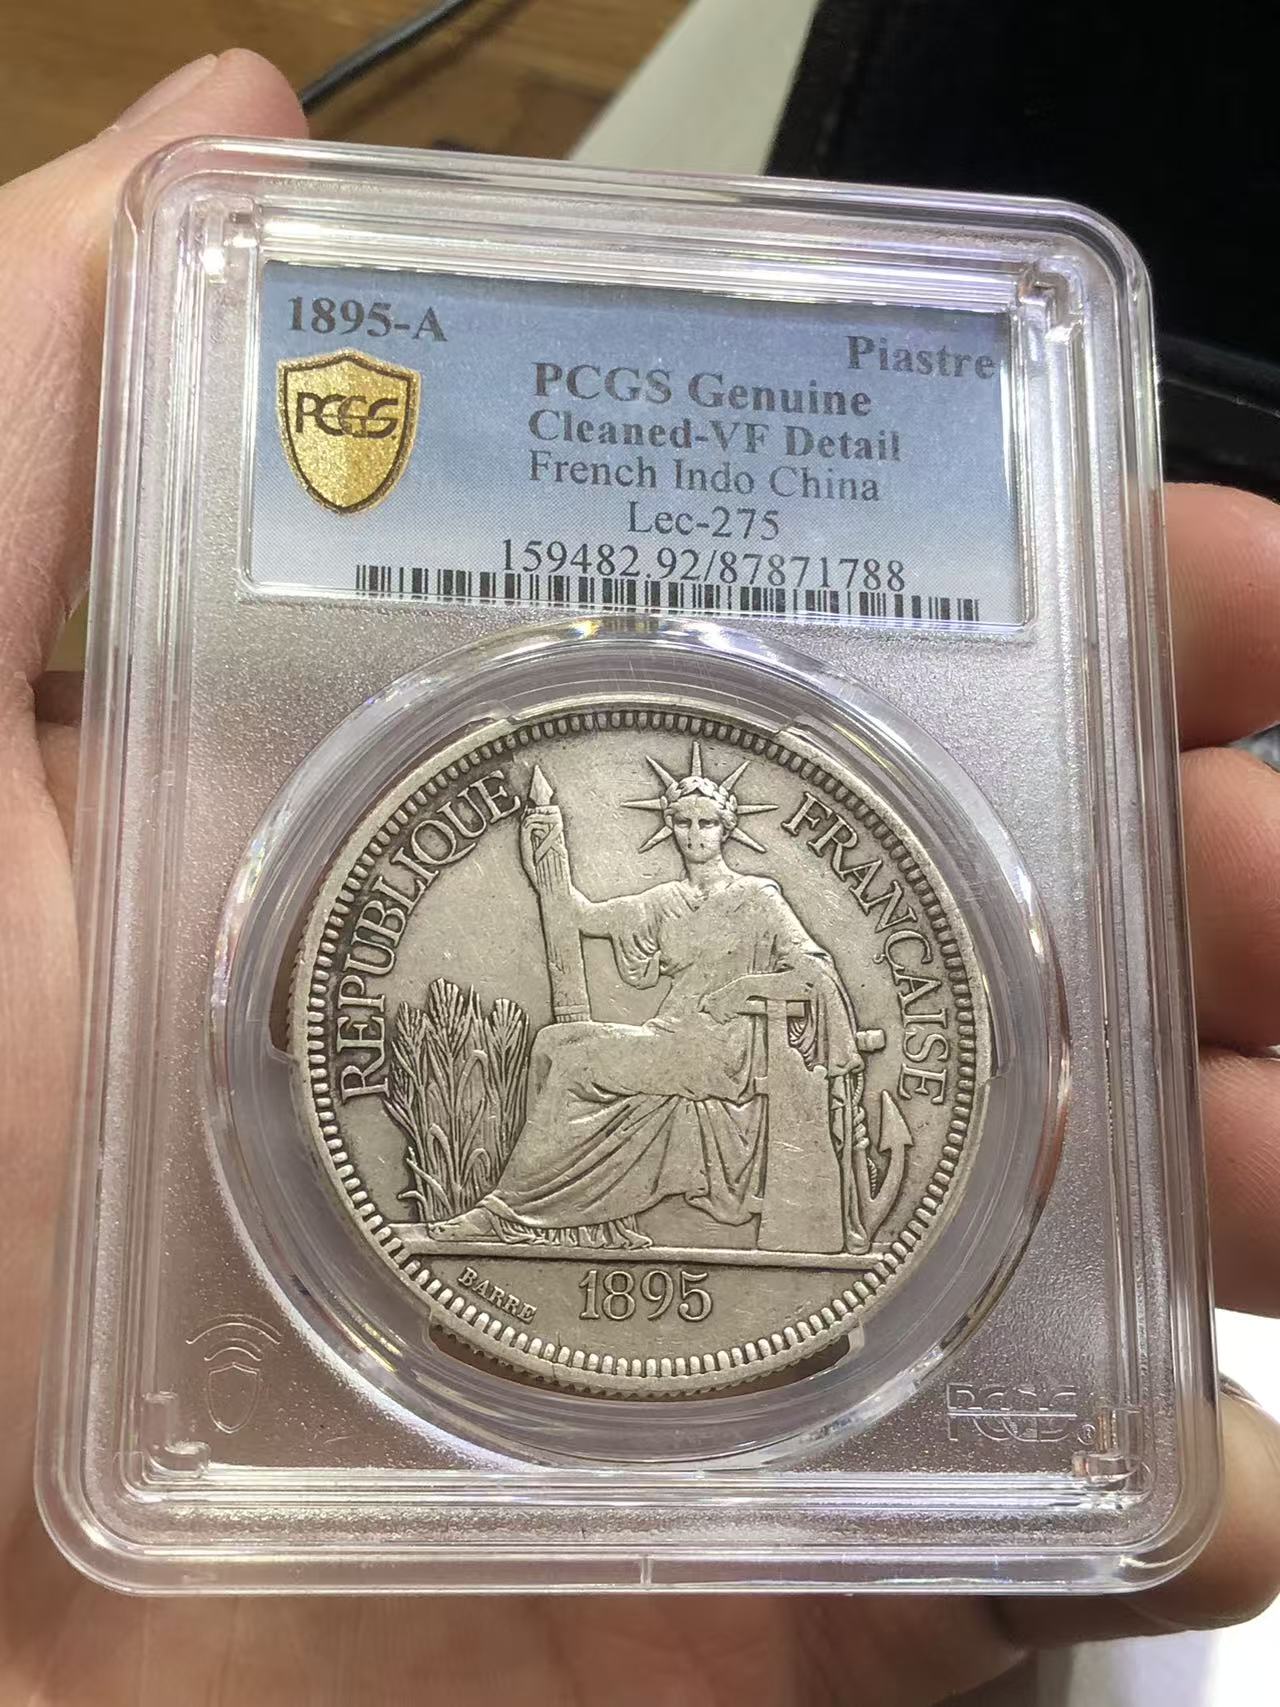 1895-A
Piastre
PCGS
PCGS Genuine
Cleaned-VF Detail
French Indo China
Lec-275
159482.92/87871788
REPUBLIQUE FRANÇAISE
BARRE
1895
PCGS®